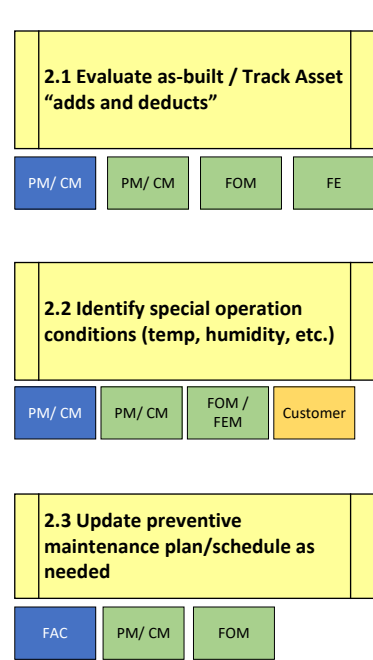 2.1 Evaluate as-built / Track Asset
“adds and deducts”
PM/ CM
PM/ CM
FOM
FE
2.2 Identify special operation
conditions (temp, humidity, etc.)
PM/ CM
PM/ CM
FOM /
FEM
Customer
2.3 Update preventive
maintenance plan/schedule as
needed
FAC
PM/ CM
FOM